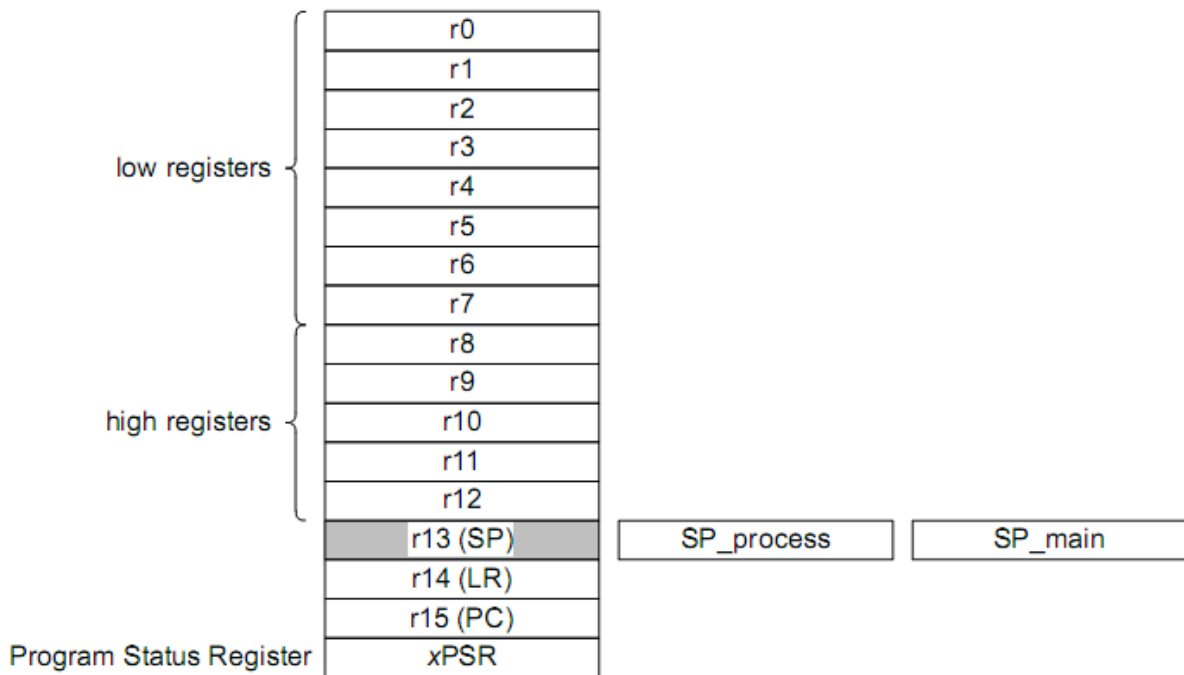 r0
r1
r2
r3
low registers
r4
r5
r6
r7
r8
r9
high registers
r10
r11
r12
r13 (SP)
SP_process
SP_main
r14 (LR)
r15 (PC)
Program Status Register
xPSR